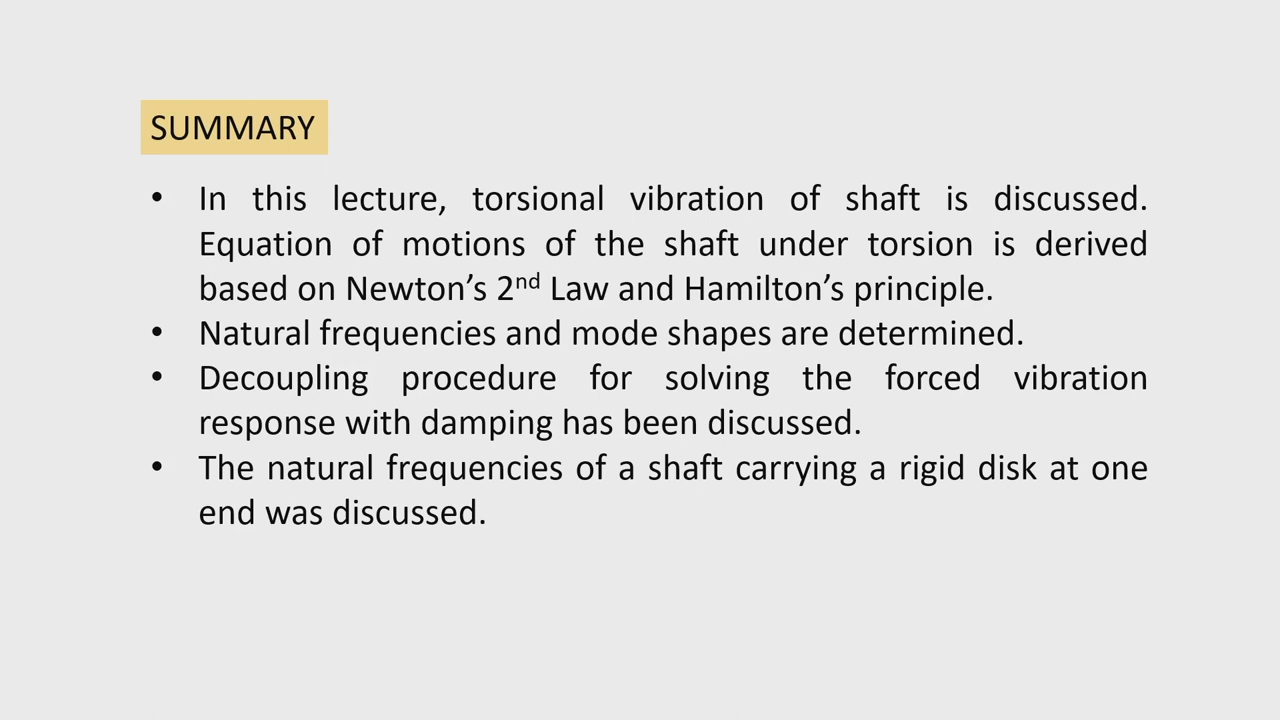 SUMMARY
• In this lecture, torsional vibration of shaft is discussed.
Equation of motions of the shaft under torsion is derived
based on Newton’s 2nd Law and Hamilton’s principle.
• Natural frequencies and mode shapes are determined.
• Decoupling procedure for solving the forced vibration
response with damping has been discussed.
• The natural frequencies of a shaft carrying a rigid disk at one
end was discussed.